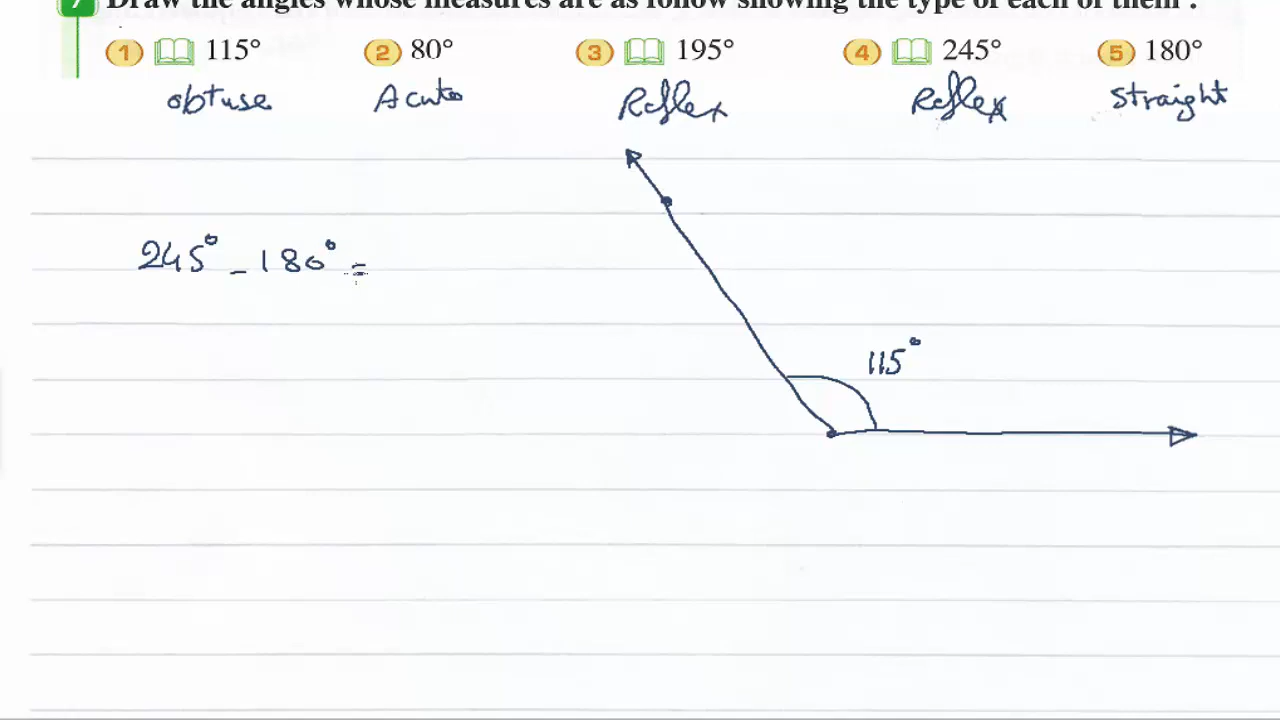 7 Draw the angles whose measures are as follow showing the type of each of them :
1 115° 2 80° 3 195° 4 245° 5 180°
obtuse Acute Reflex Reflex straight
245° - 180° =
115°